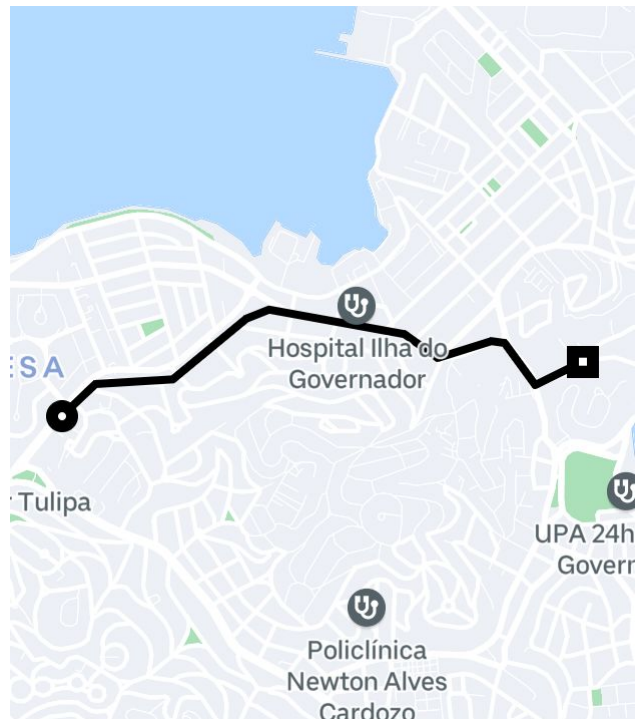 Hospital Ilha do
Governador
ESA
Tulipa
UPA 24h
Govern
Policlínica
Newton Alves
Cardozo